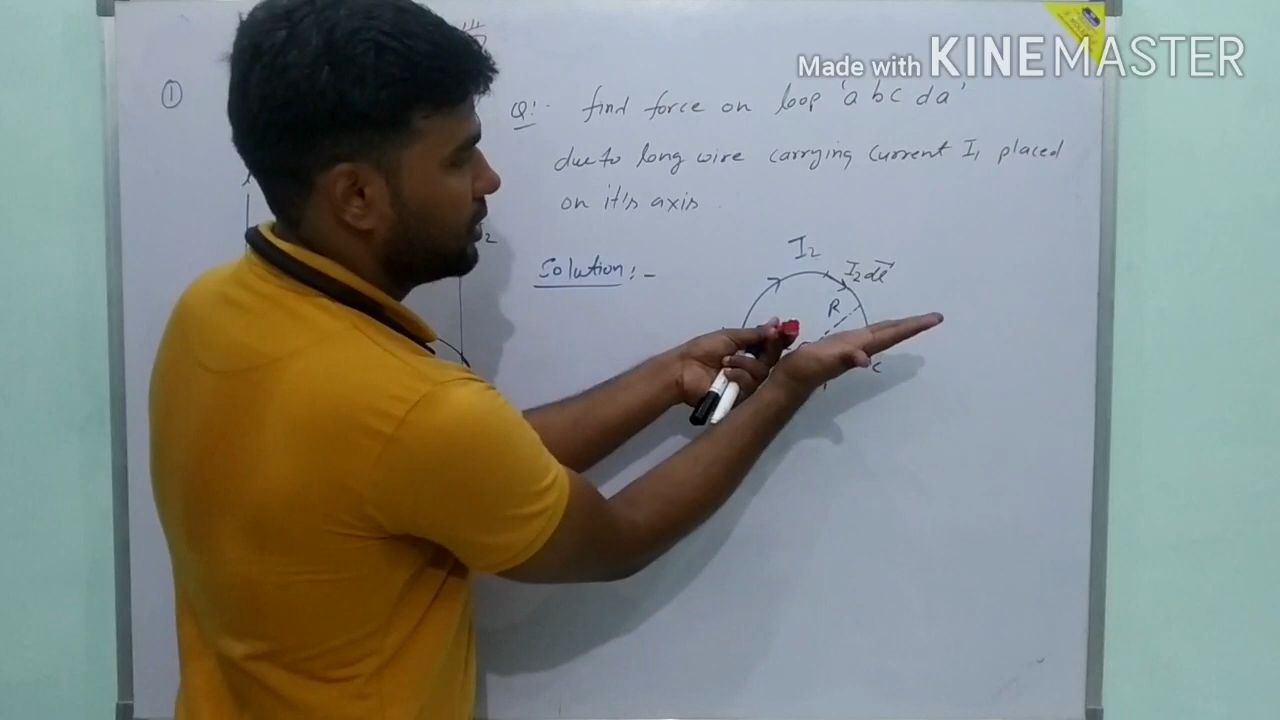 Made with KINEMASTER
①
Q:- find force on loop 'a b c d a'
due to long wire carrying current I₁ placed
on it's axis
Solution:-
I₂
I₂dl⃗
R
c